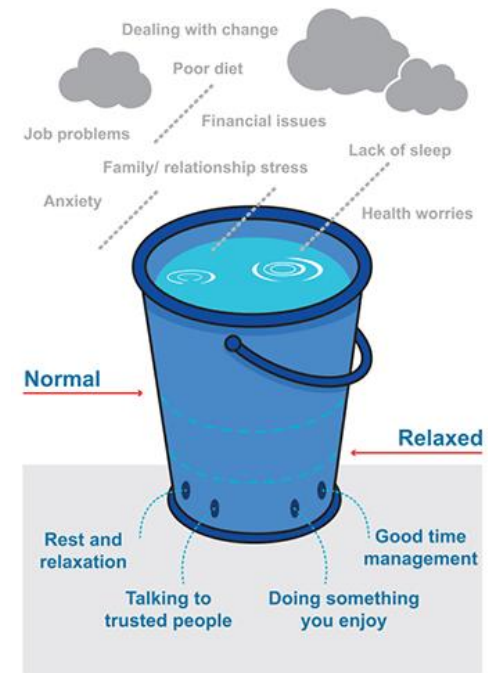 Dealing with change
Poor diet
Financial issues
Job problems
Lack of sleep
Family/ relationship stress
Anxiety
Health worries
Normal
Relaxed
Rest and
relaxation
Good time
management
Talking to
trusted people
Doing something
you enjoy